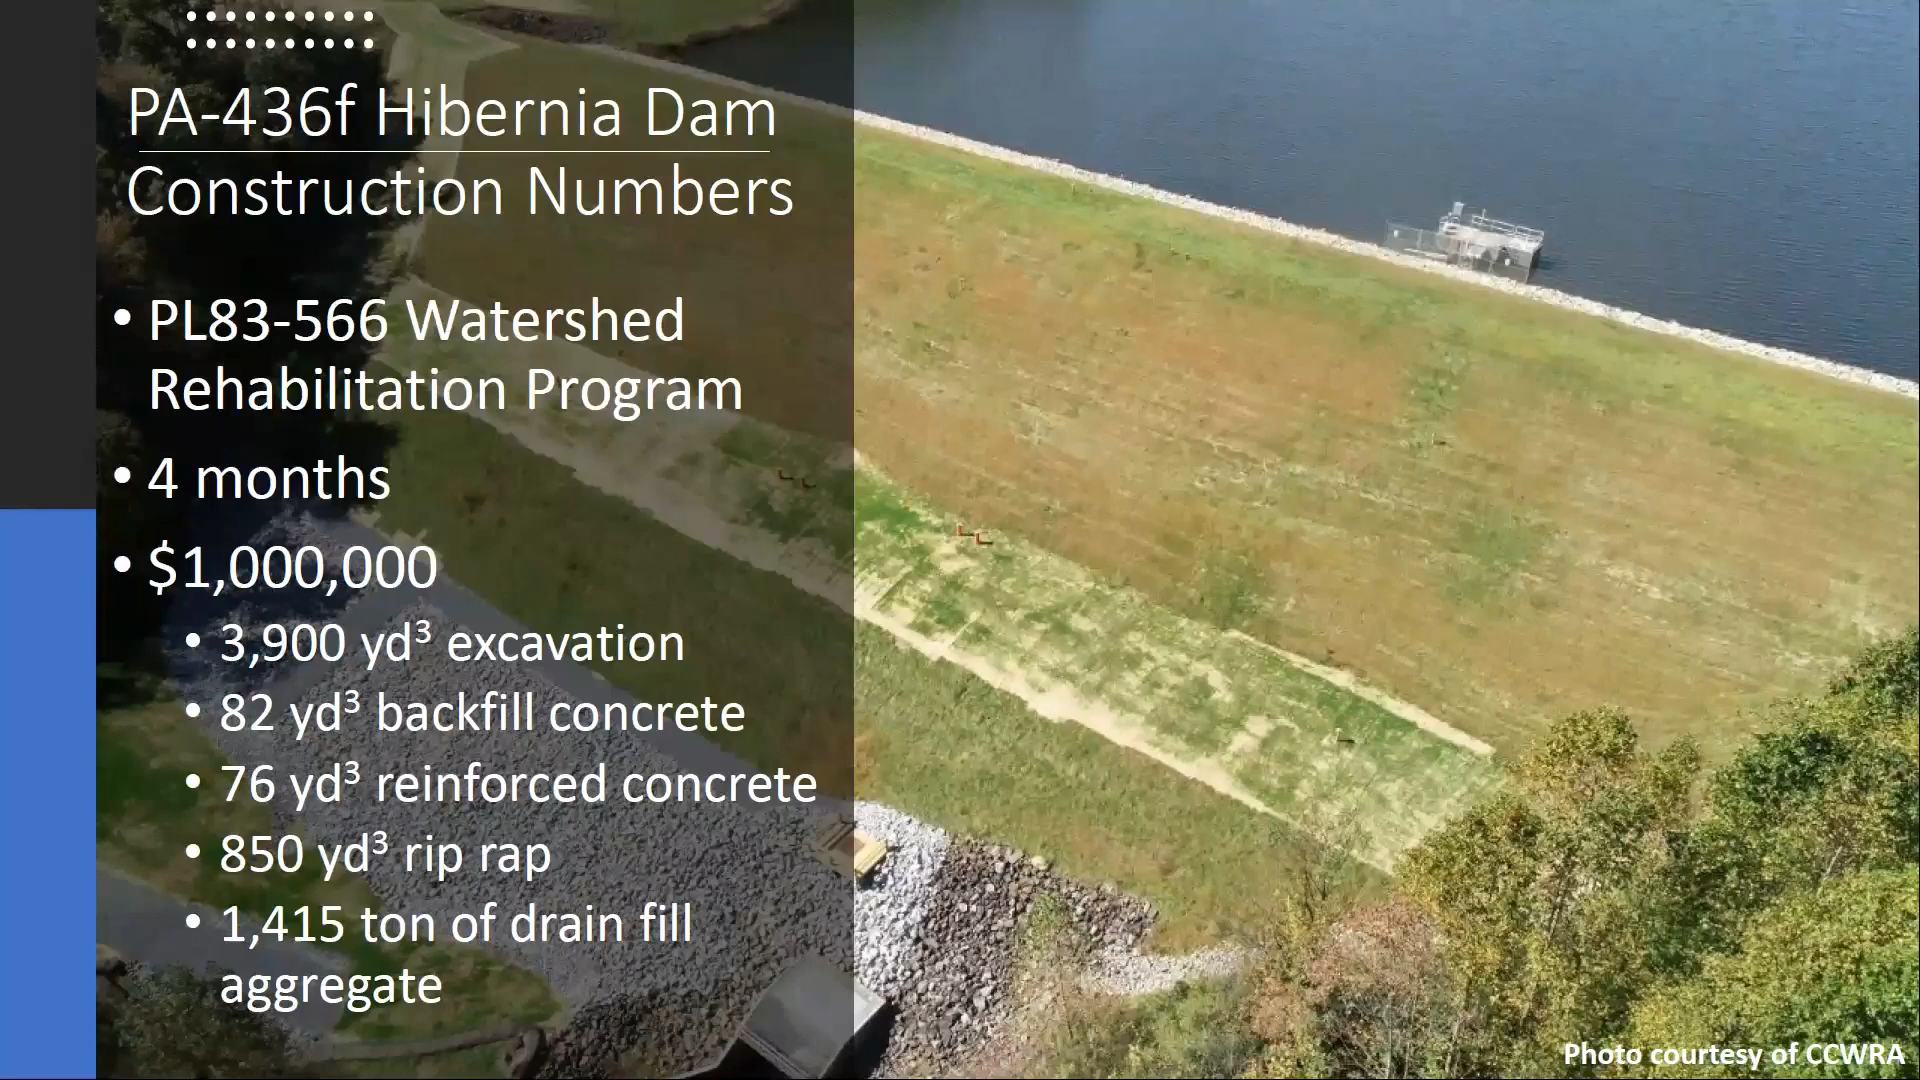 PA-436f Hibernia Dam
Construction Numbers
• PL83-566 Watershed
Rehabilitation Program
• 4 months
• $1,000,000
• 3,900 yd³ excavation
• 82 yd³ backfill concrete
• 76 yd³ reinforced concrete
• 850 yd³ rip rap
• 1,415 ton of drain fill
aggregate
Photo courtesy of CCWRA